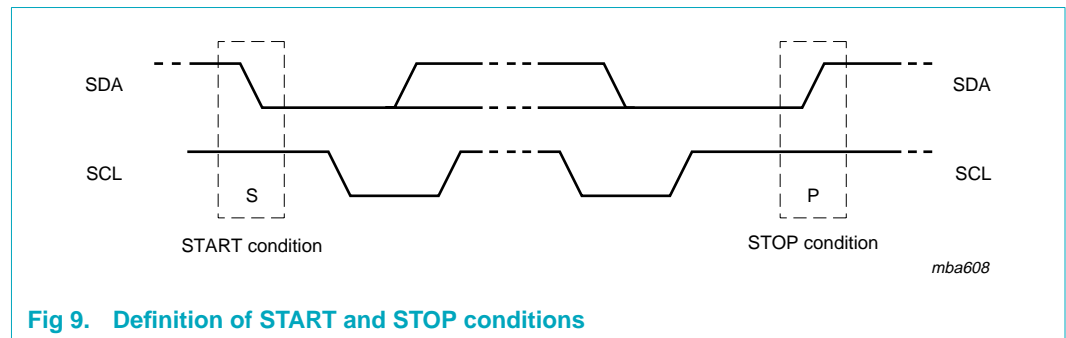 SDA SDA
SCL SCL
S P
START condition STOP condition
mba608
Fig 9. Definition of START and STOP conditions